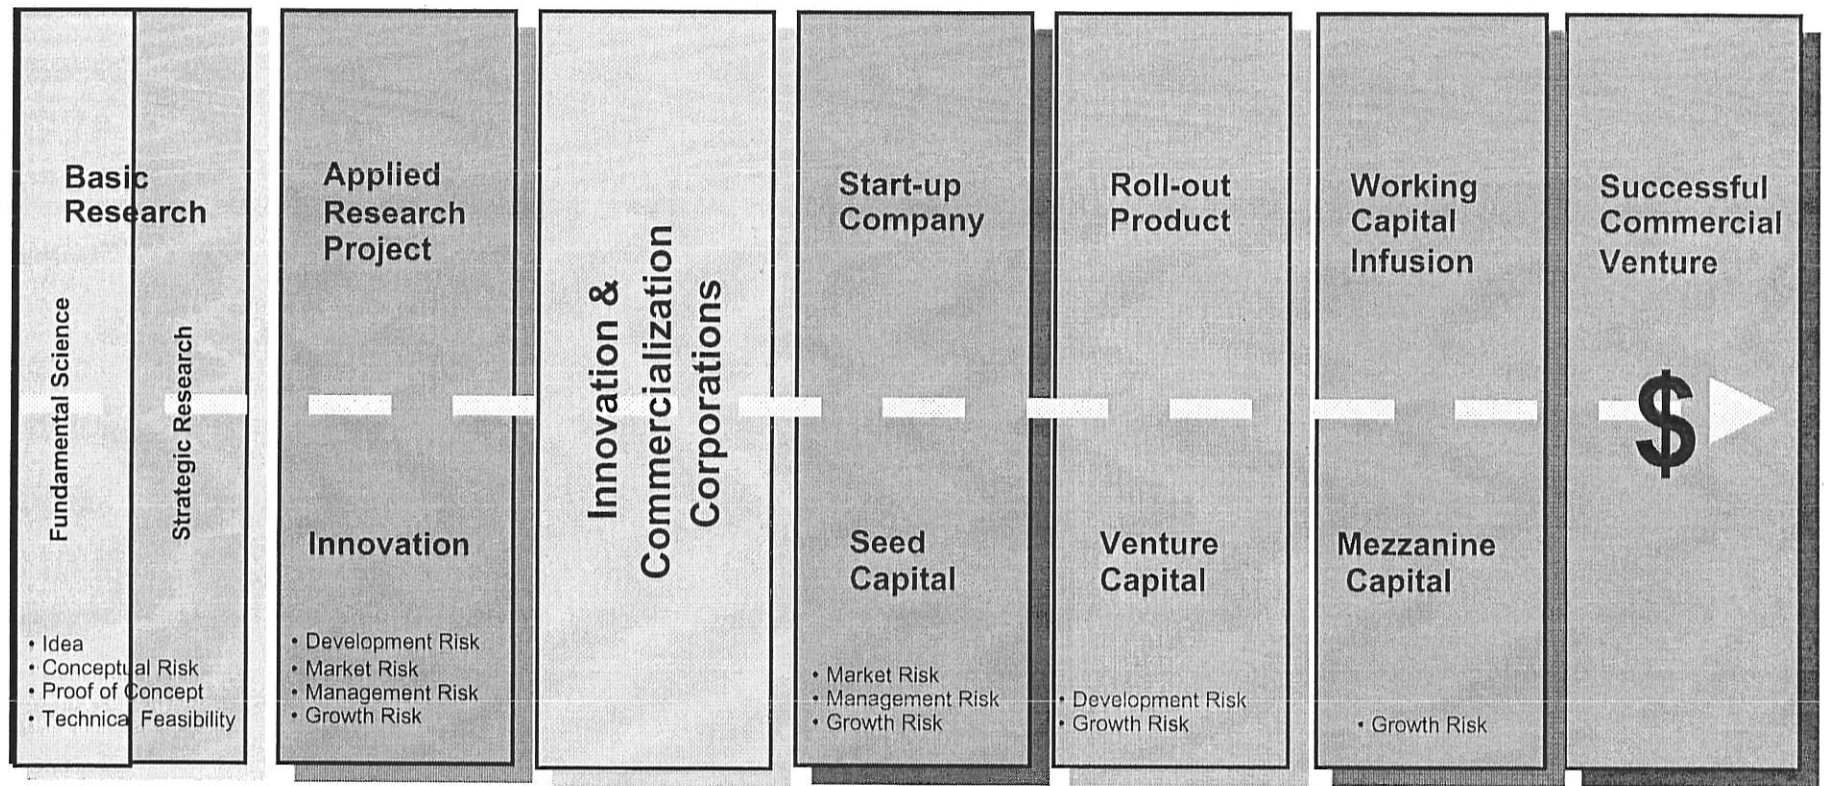 Basic
Research
Fundamental Science
Strategic Research
• Idea
• Conceptual Risk
• Proof of Concept
• Technical Feasibility
Applied
Research
Project
Innovation
• Development Risk
• Market Risk
• Management Risk
• Growth Risk
Innovation &
Commercialization
Corporations
Start-up
Company
Seed
Capital
• Market Risk
• Management Risk
• Growth Risk
Roll-out
Product
Venture
Capital
• Development Risk
• Growth Risk
Working
Capital
Infusion
Mezzanine
Capital
• Growth Risk
Successful
Commercial
Venture
$